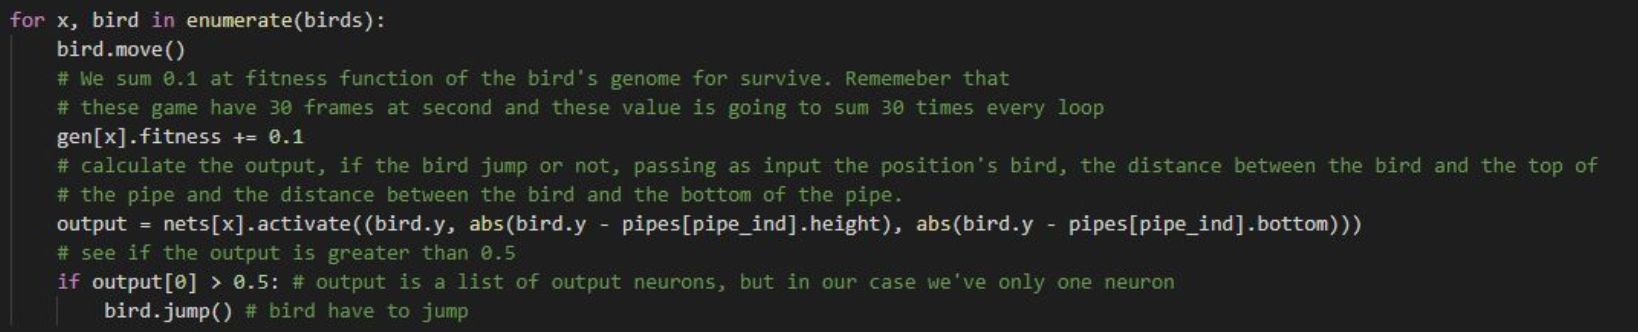 for x, bird in enumerate(birds):
    bird.move()
    # We sum 0.1 at fitness function of the bird's genome for survive. Rememeber that
    # these game have 30 frames at second and these value is going to sum 30 times every loop
    gen[x].fitness += 0.1
    # calculate the output, if the bird jump or not, passing as input the position's bird, the distance between the bird and the top of
    # the pipe and the distance between the bird and the bottom of the pipe.
    output = nets[x].activate((bird.y, abs(bird.y - pipes[pipe_ind].height), abs(bird.y - pipes[pipe_ind].bottom)))
    # see if the output is greater than 0.5
    if output[0] > 0.5: # output is a list of output neurons, but in our case we've only one neuron
        bird.jump() # bird have to jump